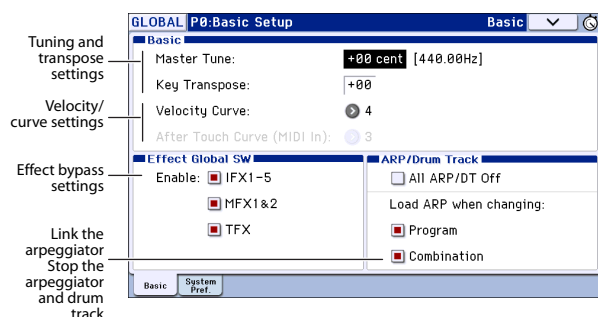 GLOBAL P0:Basic Setup Basic
Basic
Master Tune: +00 cent [440.00Hz]
Key Transpose: +00
Velocity Curve: 4
After Touch Curve (MIDI In): 3
Effect Global SW
Enable: IFX1-5
MFX1&2
TFX
ARP/Drum Track
All ARP/DT Off
Load ARP when changing:
Program
Combination
Basic
System
Pref.
Tuning and
transpose
settings
Velocity/
curve settings
Effect bypass
settings
Link the
arpeggiator
Stop the
arpeggiator
and drum
track